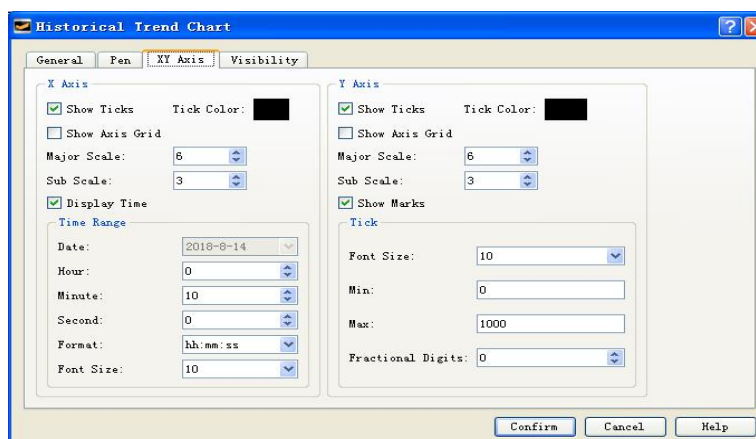 Historical Trend Chart
General Pen XY Axis Visibility
X Axis
Show Ticks Tick Color:
Show Axis Grid
Major Scale: 6
Sub Scale: 3
Display Time
Time Range
Date: 2018-8-14
Hour: 0
Minute: 10
Second: 0
Format: hh:mm:ss
Font Size: 10
Y Axis
Show Ticks Tick Color:
Show Axis Grid
Major Scale: 6
Sub Scale: 3
Show Marks
Tick
Font Size: 10
Min: 0
Max: 1000
Fractional Digits: 0
Confirm Cancel Help